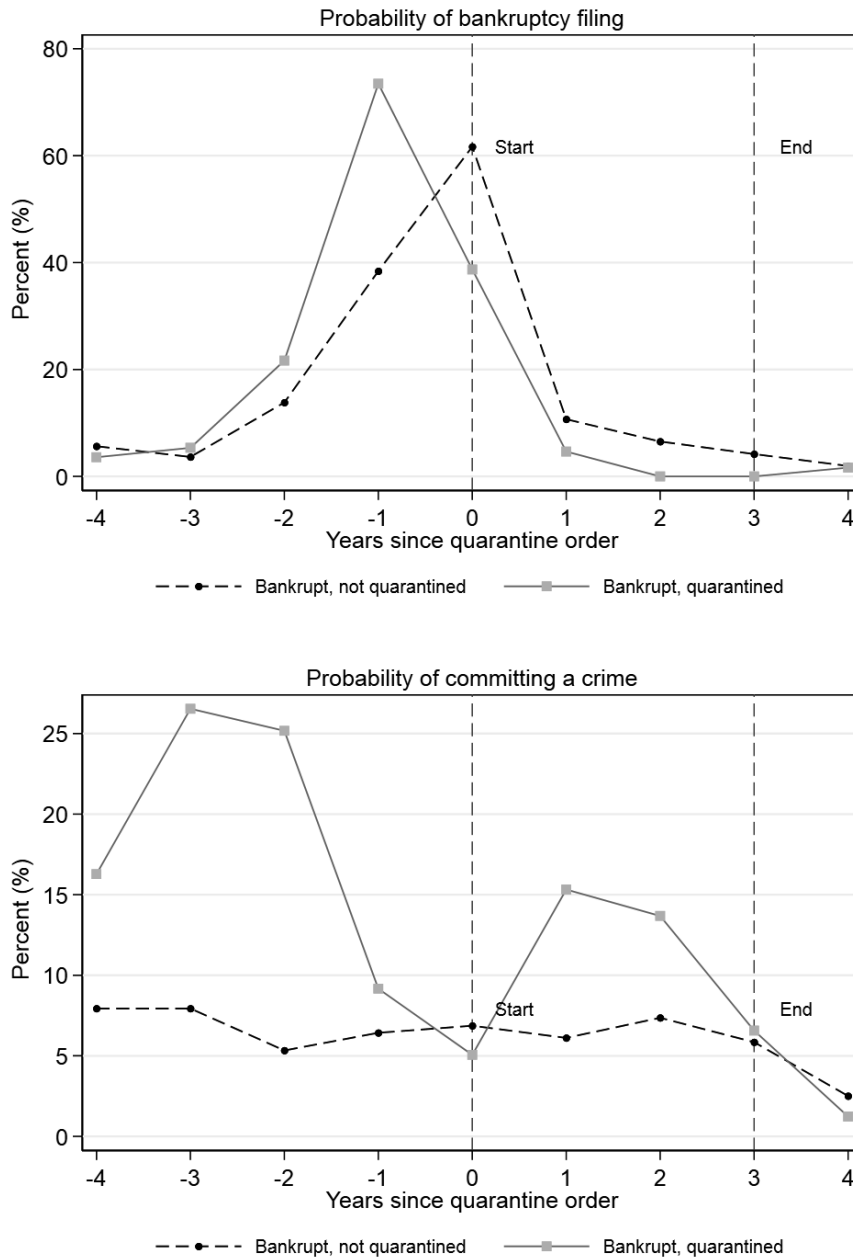 Probability of bankruptcy filing
80
60
40
20
0
Percent (%)
Start
End
-4 -3 -2 -1 0 1 2 3 4
Years since quarantine order
Bankrupt, not quarantined Bankrupt, quarantined
Probability of committing a crime
25
20
15
10
5
0
Percent (%)
Start
End
-4 -3 -2 -1 0 1 2 3 4
Years since quarantine order
Bankrupt, not quarantined Bankrupt, quarantined